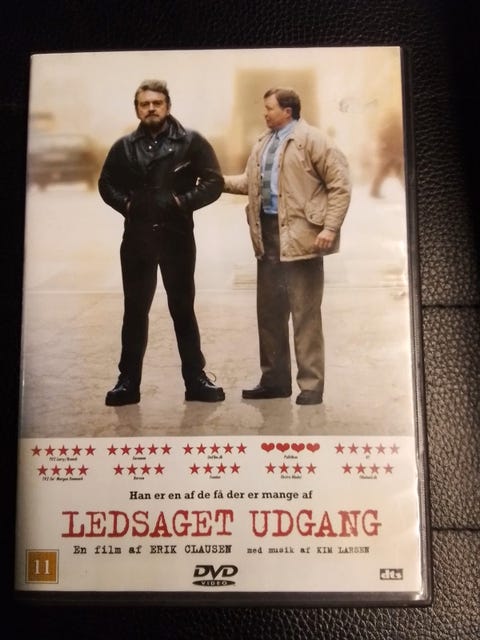 Han er en af de få der er mange af
LEDSAGET UDGANG
En film af ERIK CLAUSEN med musik af KIM LARSEN
11
DVD
VIDEO
dts